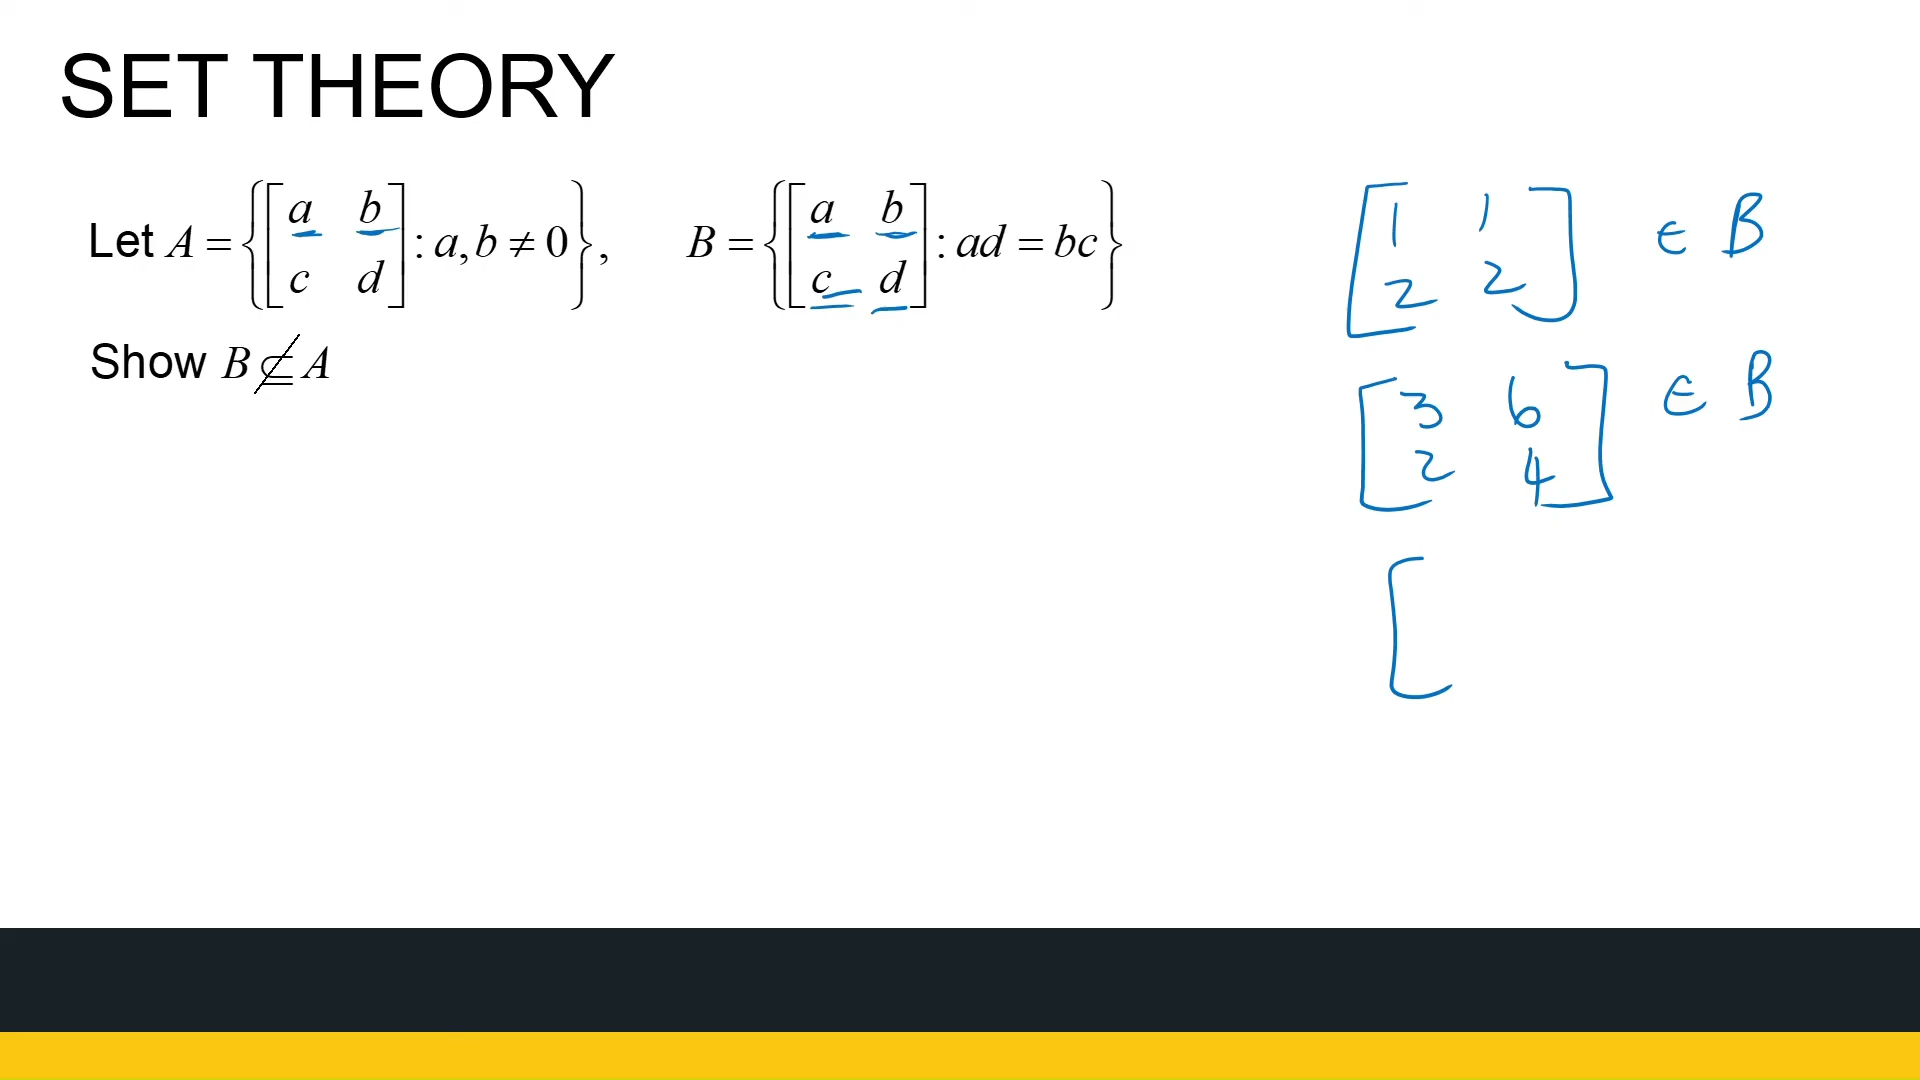 SET THEORY
Let A = {[a b
c d] : a, b ≠ 0}, B = {[a b
c d] : ad = bc}
Show B ⊈ A
[1 1
2 2] ∈ B
[3 6
2 4] ∈ B
[